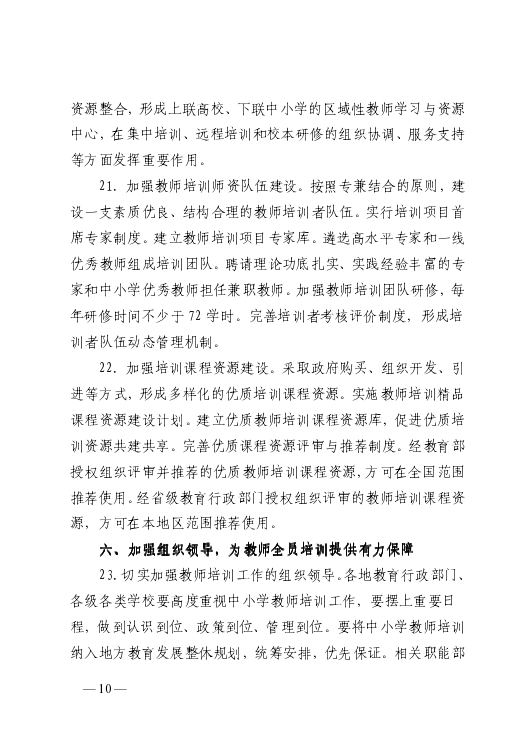 资源整合，形成上联高校、下联中小学的区域性教师学习与资源
中心，在集中培训、远程培训和校本研修的组织协调、服务支持
等方面发挥重要作用。
21．加强教师培训师资队伍建设。按照专兼结合的原则，建
设一支素质优良、结构合理的教师培训者队伍。实行培训项目首
席专家制度。建立教师培训项目专家库。遴选高水平专家和一线
优秀教师组成培训团队。聘请理论功底扎实、实践经验丰富的专
家和中小学优秀教师担任兼职教师。加强教师培训团队研修，每
年研修时间不少于 72 学时。完善培训者考核评价制度，形成培
训者队伍动态管理机制。
22．加强培训课程资源建设。采取政府购买、组织开发、引
进等方式，形成多样化的优质培训课程资源。实施教师培训精品
课程资源建设计划。建立优质教师培训课程资源库，促进优质培
训资源共建共享。完善优质课程资源评审与推荐制度。经教育部
授权组织评审并推荐的优质教师培训课程资源，方可在全国范围
推荐使用。经省级教育行政部门授权组织评审的教师培训课程资
源，方可在本地区范围推荐使用。
六、加强组织领导，为教师全员培训提供有力保障
23.切实加强教师培训工作的组织领导。各地教育行政部门、
各级各类学校要高度重视中小学教师培训工作，要摆上重要日
程，做到认识到位、政策到位、管理到位。要将中小学教师培训
纳入地方教育发展整体规划，统筹安排，优先保证。相关职能部
—10—